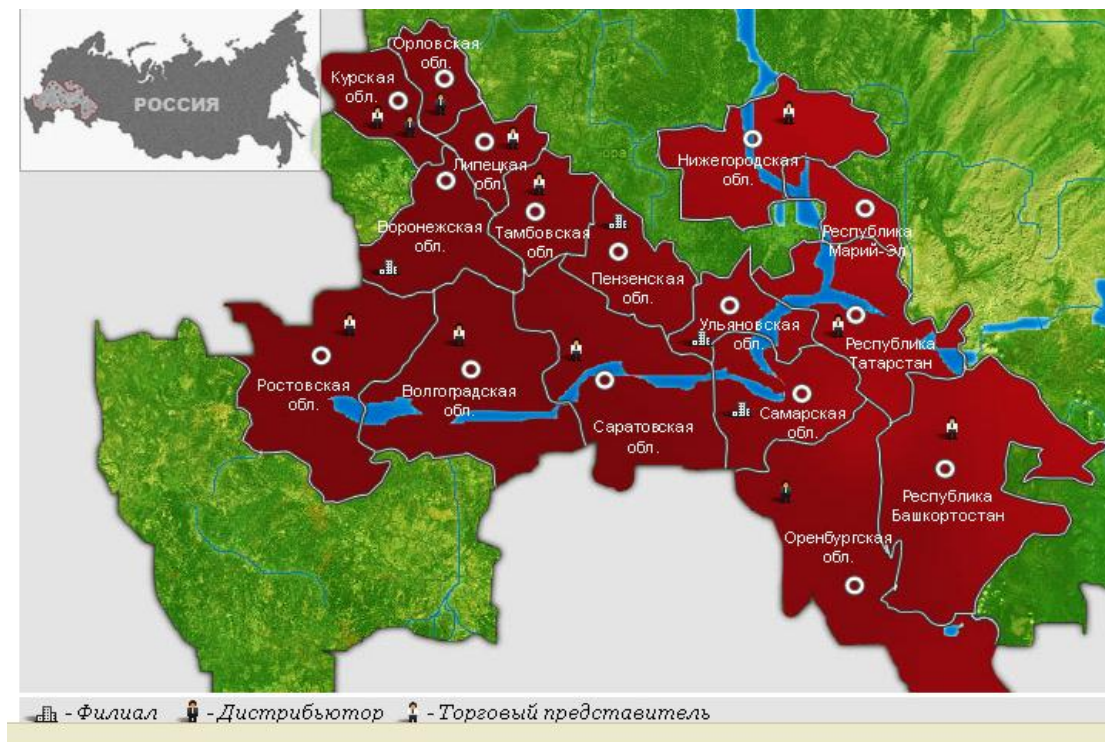 РОССИЯ
Орловская
обл.
Курская
обл.
Липецкая
обл.
Воронежская
обл.
Тамбовская
обл
Пензенская
обл.
Нижегородская
обл.
Республика
Марий-Эл
Ульяновская
обл.
Республика
Татарстан
Ростовская
обл.
Волгоградская
обл.
Саратовская
обл.
Самарская
обл.
Республика
Башкортостан
Оренбургская
обл.
- Филиал - Дистрибьютор - Торговый представитель